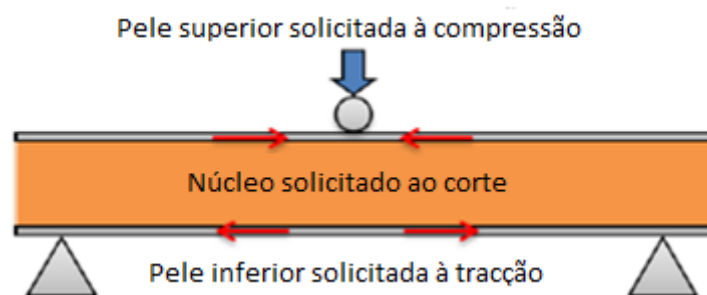 Pele superior solicitada à compressão
Núcleo solicitado ao corte
Pele inferior solicitada à tracção